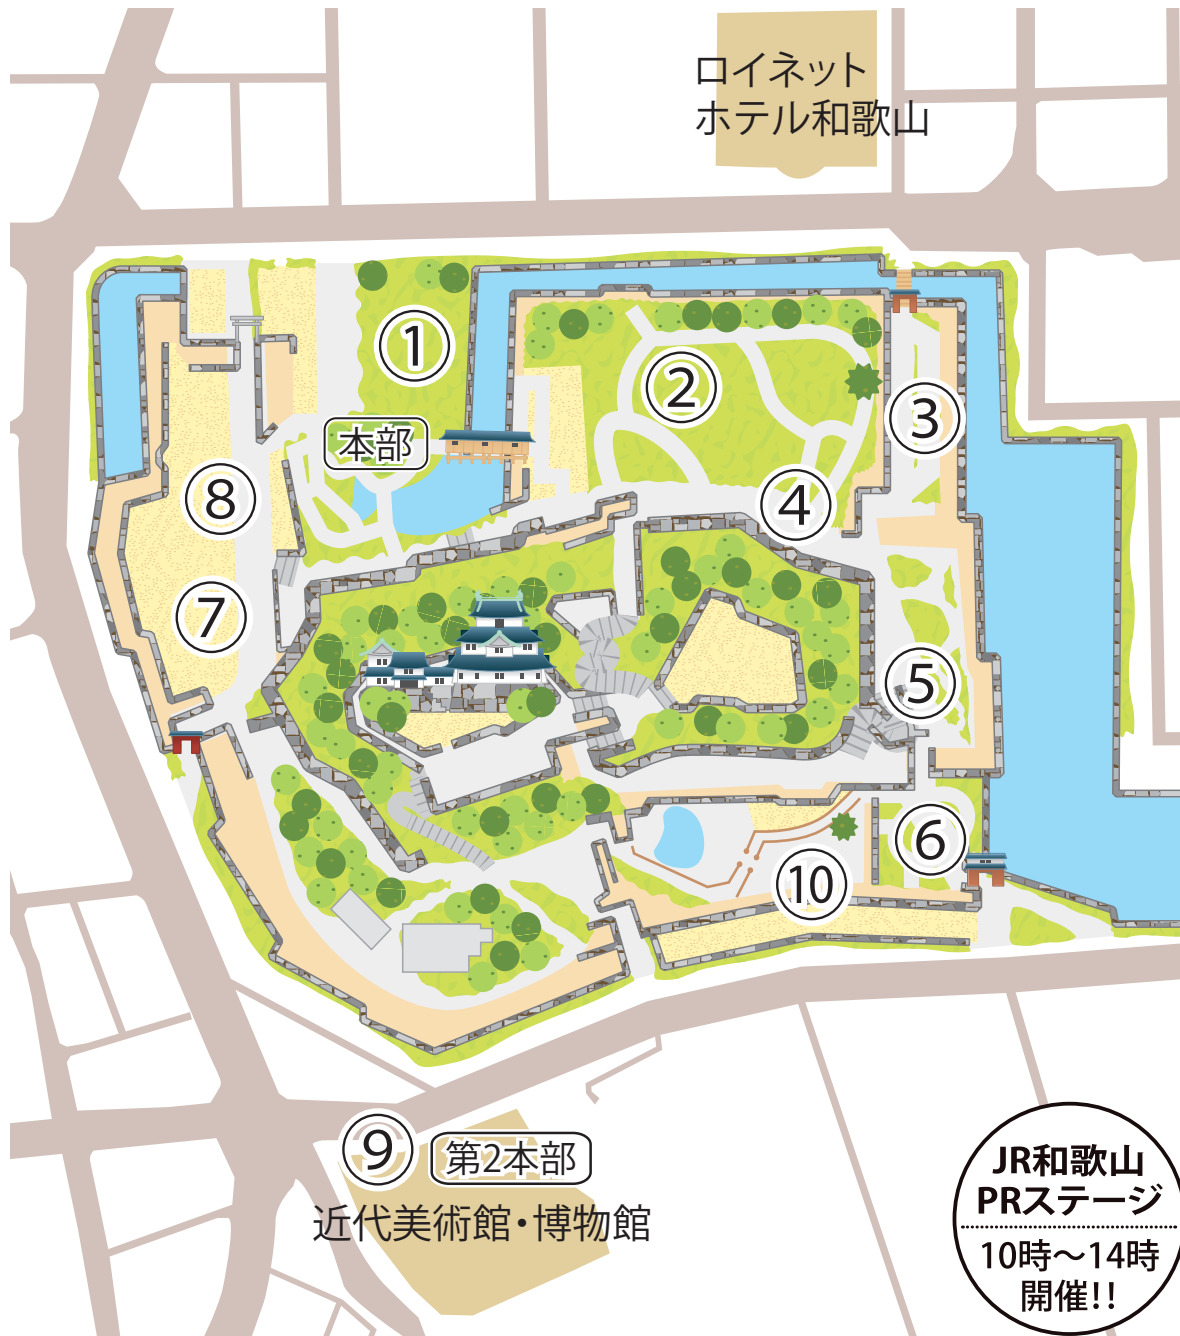 ロイネット
ホテル和歌山
①
②
③
本部
⑧
④
⑦
⑤
⑥
⑩
⑨
第2本部
近代美術館・博物館
JR和歌山
PRステージ
10時〜14時
開催!!